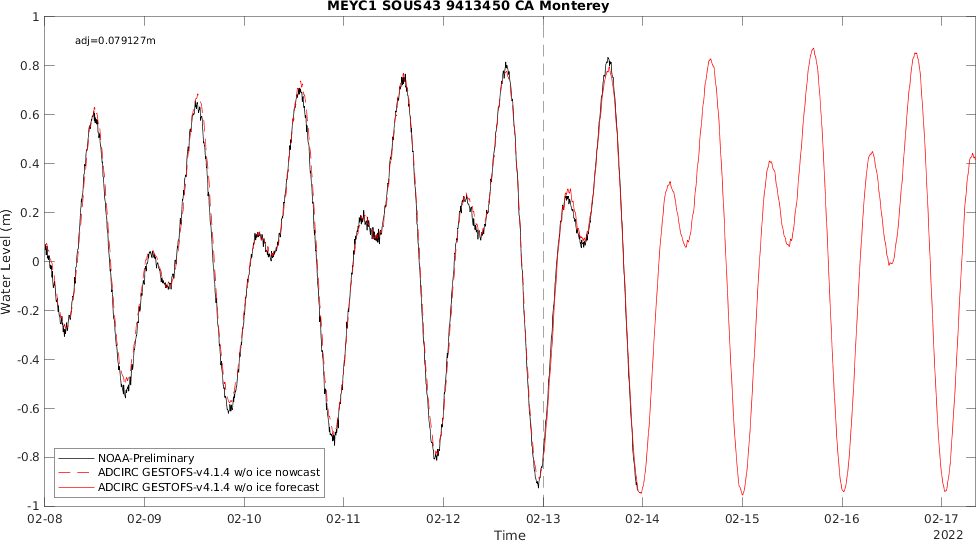 MEYC1 SOUS43 9413450 CA Monterey
adj=0.079127m
1
0.8
0.6
0.4
0.2
0
-0.2
-0.4
-0.6
-0.8
-1
Water Level (m)
NOAA-Preliminary
ADCIRC GESTOFS-v4.1.4 w/o ice nowcast
ADCIRC GESTOFS-v4.1.4 w/o ice forecast
02-08 02-09 02-10 02-11 02-12 02-13 02-14 02-15 02-16 02-17
Time
2022